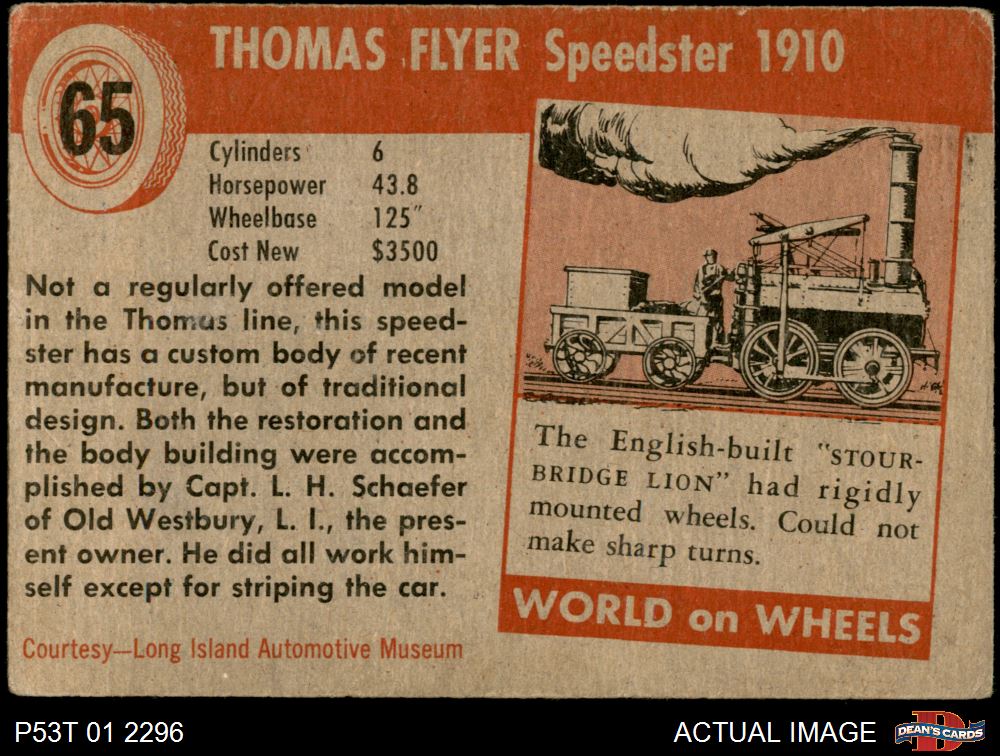 65
THOMAS FLYER Speedster 1910
Cylinders 6
Horsepower 43.8
Wheelbase 125"
Cost New $3500
Not a regularly offered model
in the Thomas line, this speed-
ster has a custom body of recent
manufacture, but of traditional
design. Both the restoration and
the body building were accom-
plished by Capt. L. H. Schaefer
of Old Westbury, L. I., the pres-
ent owner. He did all work him-
self except for striping the car.
Courtesy—Long Island Automotive Museum
The English-built "STOUR-
BRIDGE LION" had rigidly
mounted wheels. Could not
make sharp turns.
WORLD on WHEELS
P53T 01 2296
ACTUAL IMAGE
DEAN'S CARDS